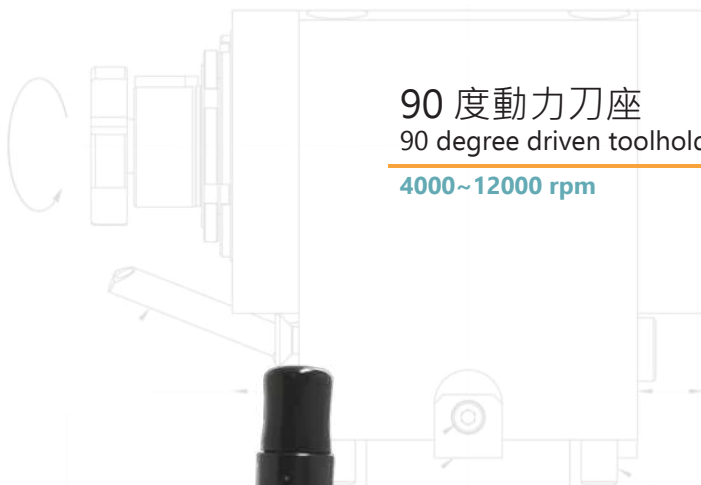 90 度動力刀座
90 degree driven toolhold
4000~12000 rpm